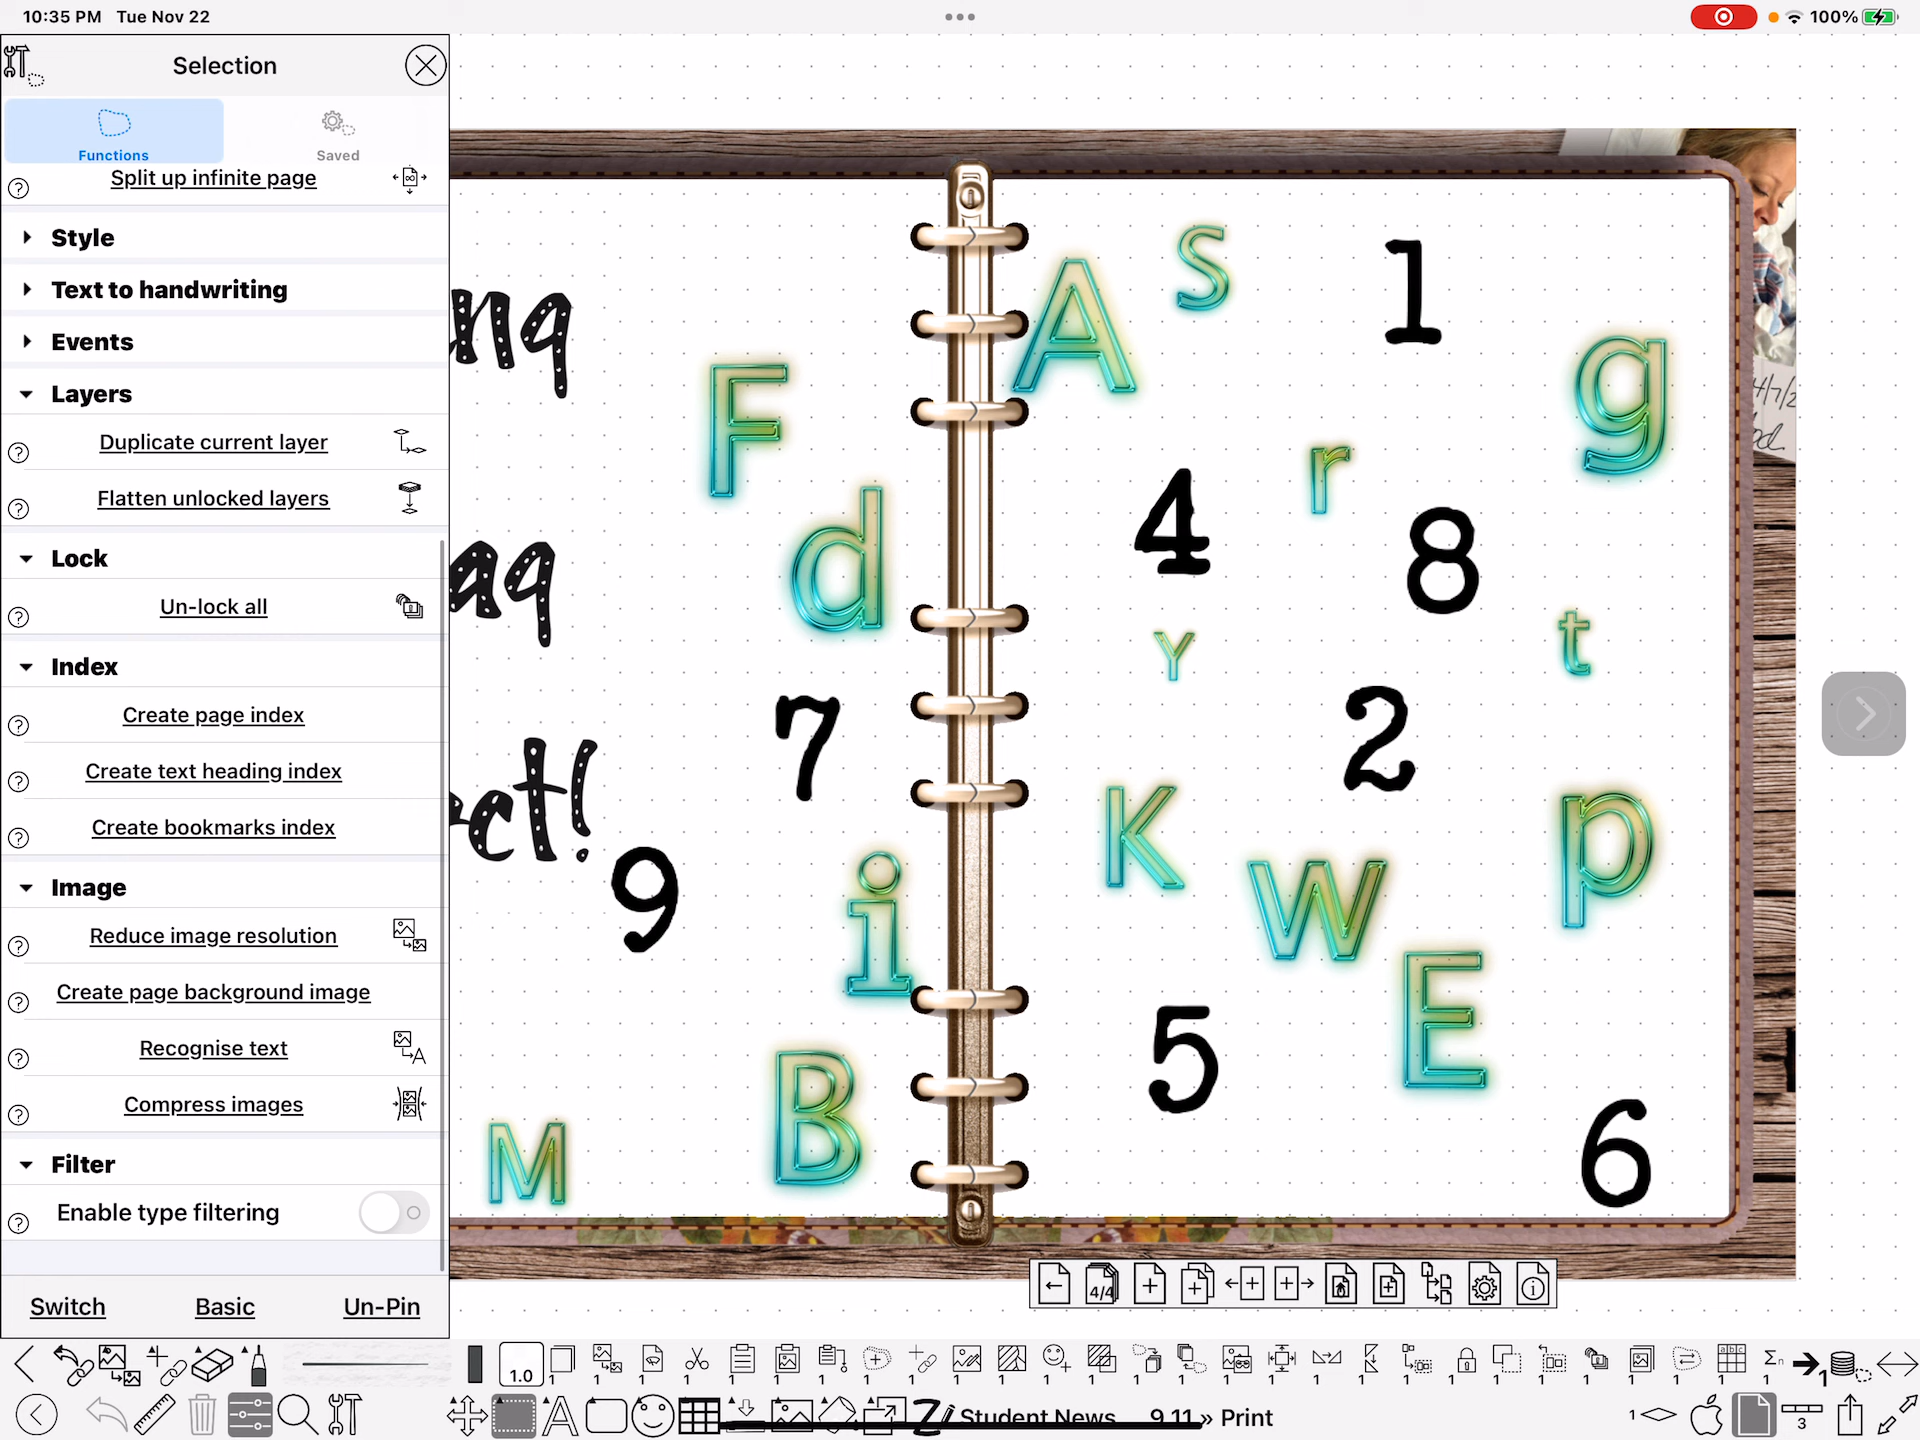 10:35 PM Tue Nov 22
100%
Selection
Functions
Saved
Split up infinite page
Style
Text to handwriting
Events
Layers
Duplicate current layer
Flatten unlocked layers
Lock
Un-lock all
Index
Create page index
Create text heading index
Create bookmarks index
Image
Reduce image resolution
Create page background image
Recognise text
Compress images
Filter
Enable type filtering
Switch Basic Un-Pin
F
d
7
9
i
B
M
A
S
1
g
r
4
8
Y
t
2
K
p
W
E
5
6
4/4
1.0
Student News 9.11 » Print
1
3